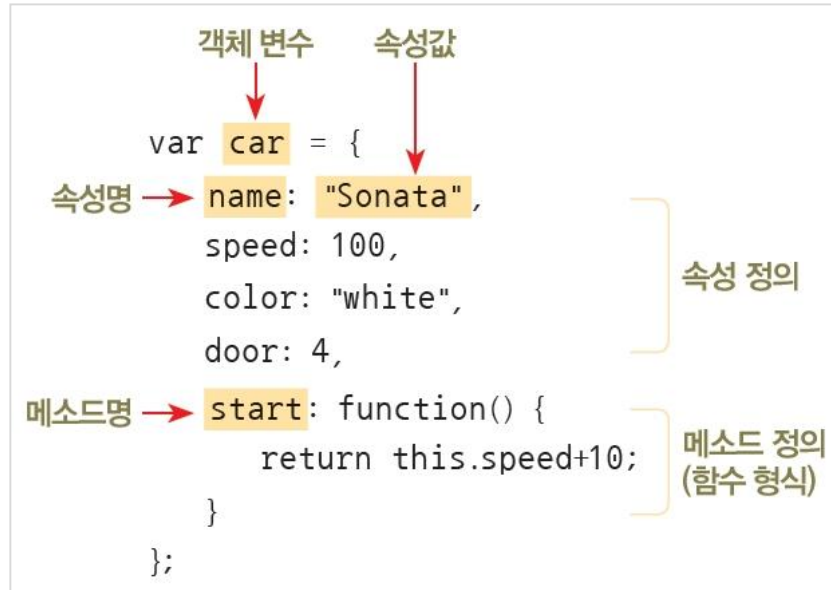 객체 변수 속성값
var car = {
속성명 name: "Sonata",
speed: 100,
color: "white",
door: 4,
속성 정의
메소드명 start: function() {
return this.speed+10;
}
메소드 정의
(함수 형식)
};